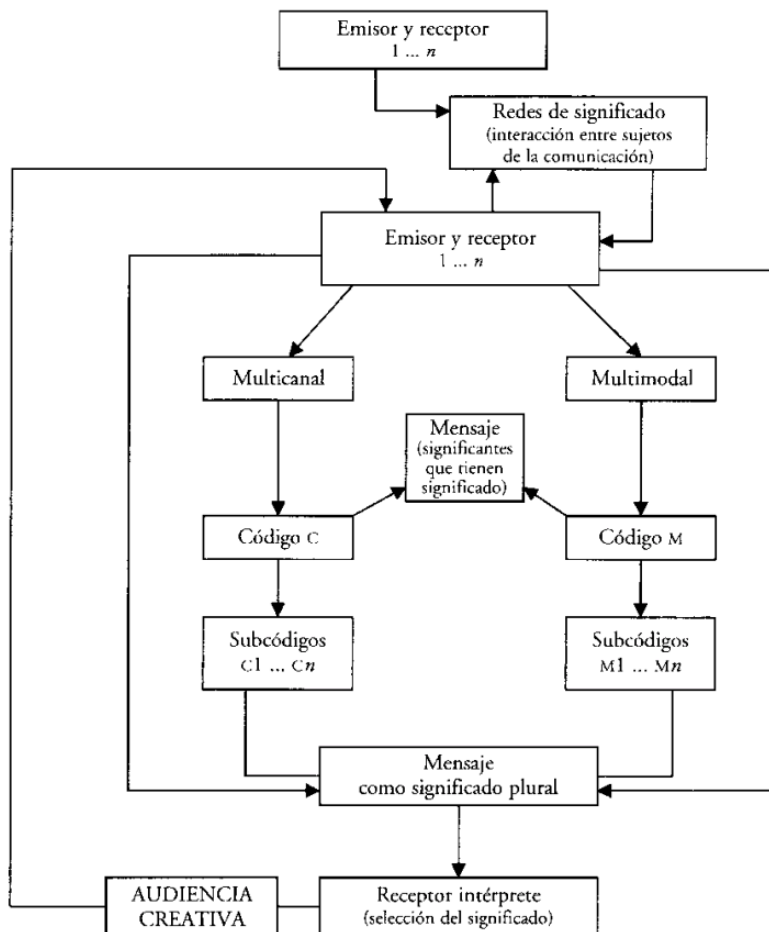 Emisor y receptor
1 ... n
Redes de significado
(interacción entre sujetos
de la comunicación)
Emisor y receptor
1 ... n
Multicanal
Multimodal
Mensaje
(significantes
que tienen
significado)
Código C
Código M
Subcódigos
C1 ... Cn
Subcódigos
M1 ... Mn
Mensaje
como significado plural
AUDIENCIA
CREATIVA
Receptor intérprete
(selección del significado)